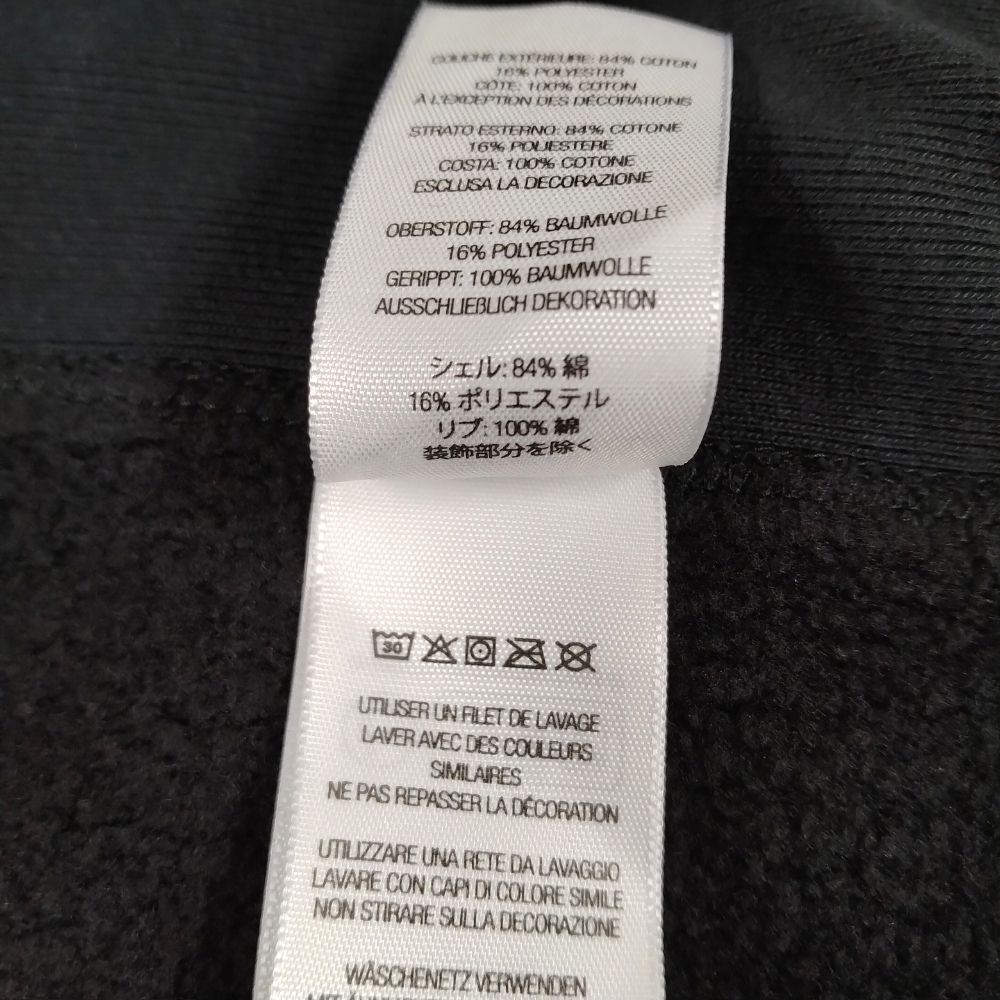 COUCHE EXTÉRIEURE: 84% COTON
16% POLYESTER
CÔTE: 100% COTON
À L'EXCEPTION DES DÉCORATIONS
STRATO ESTERNO: 84% COTONE
16% POLIESTERE
COSTA: 100% COTONE
ESCLUSA LA DECORAZIONE
OBERSTOFF: 84% BAUMWOLLE
16% POLYESTER
GERIPPT: 100% BAUMWOLLE
AUSSCHLIEßLICH DEKORATION
シェル: 84% 綿
16% ポリエステル
リブ: 100% 綿
装飾部分を除く
30
UTILISER UN FILET DE LAVAGE
LAVER AVEC DES COULEURS
SIMILAIRES
NE PAS REPASSER LA DÉCORATION
UTILIZZARE UNA RETE DA LAVAGGIO
LAVARE CON CAPI DI COLORE SIMILE
NON STIRARE SULLA DECORAZIONE
WÄSCHENETZ VERWENDEN